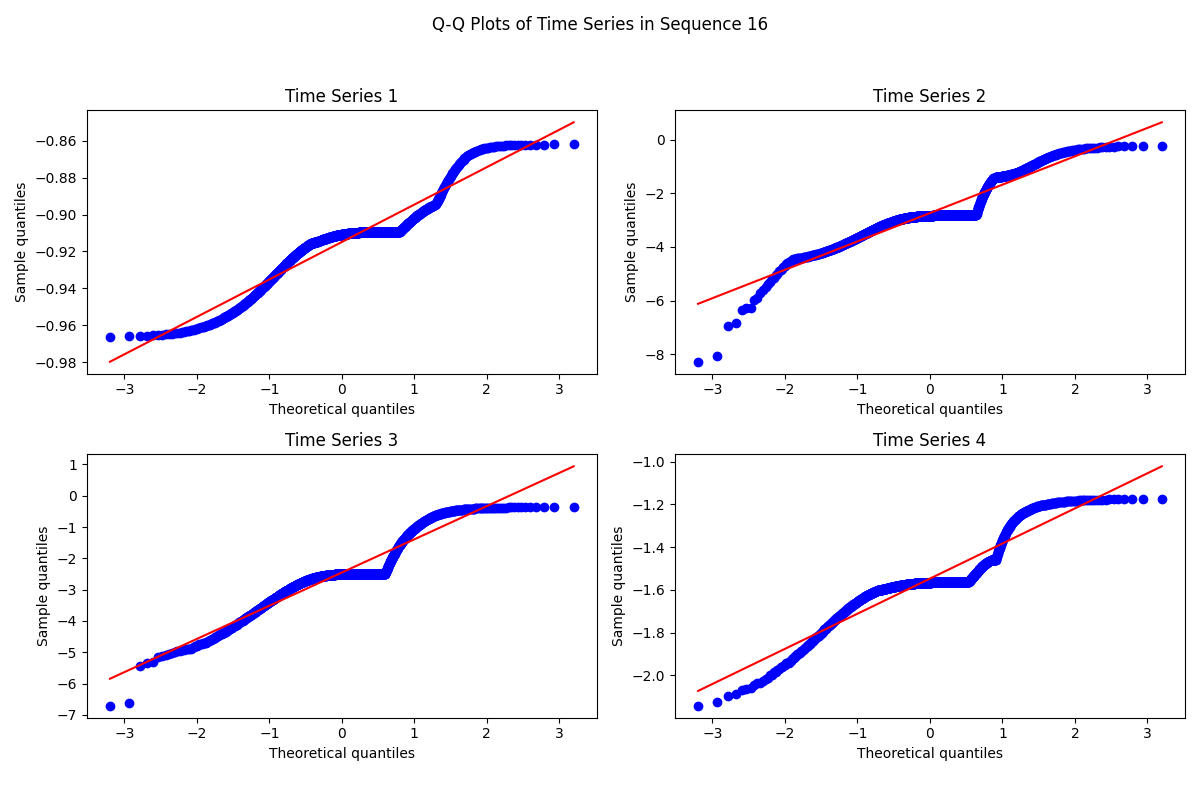 Q-Q Plots of Time Series in Sequence 16
Time Series 1
Sample quantiles
−0.86
−0.88
−0.90
−0.92
−0.94
−0.96
−0.98
−3 −2 −1 0 1 2 3
Theoretical quantiles
Time Series 2
Sample quantiles
0
−2
−4
−6
−8
−3 −2 −1 0 1 2 3
Theoretical quantiles
Time Series 3
Sample quantiles
1
0
−1
−2
−3
−4
−5
−6
−7
−3 −2 −1 0 1 2 3
Theoretical quantiles
Time Series 4
Sample quantiles
−1.0
−1.2
−1.4
−1.6
−1.8
−2.0
−3 −2 −1 0 1 2 3
Theoretical quantiles